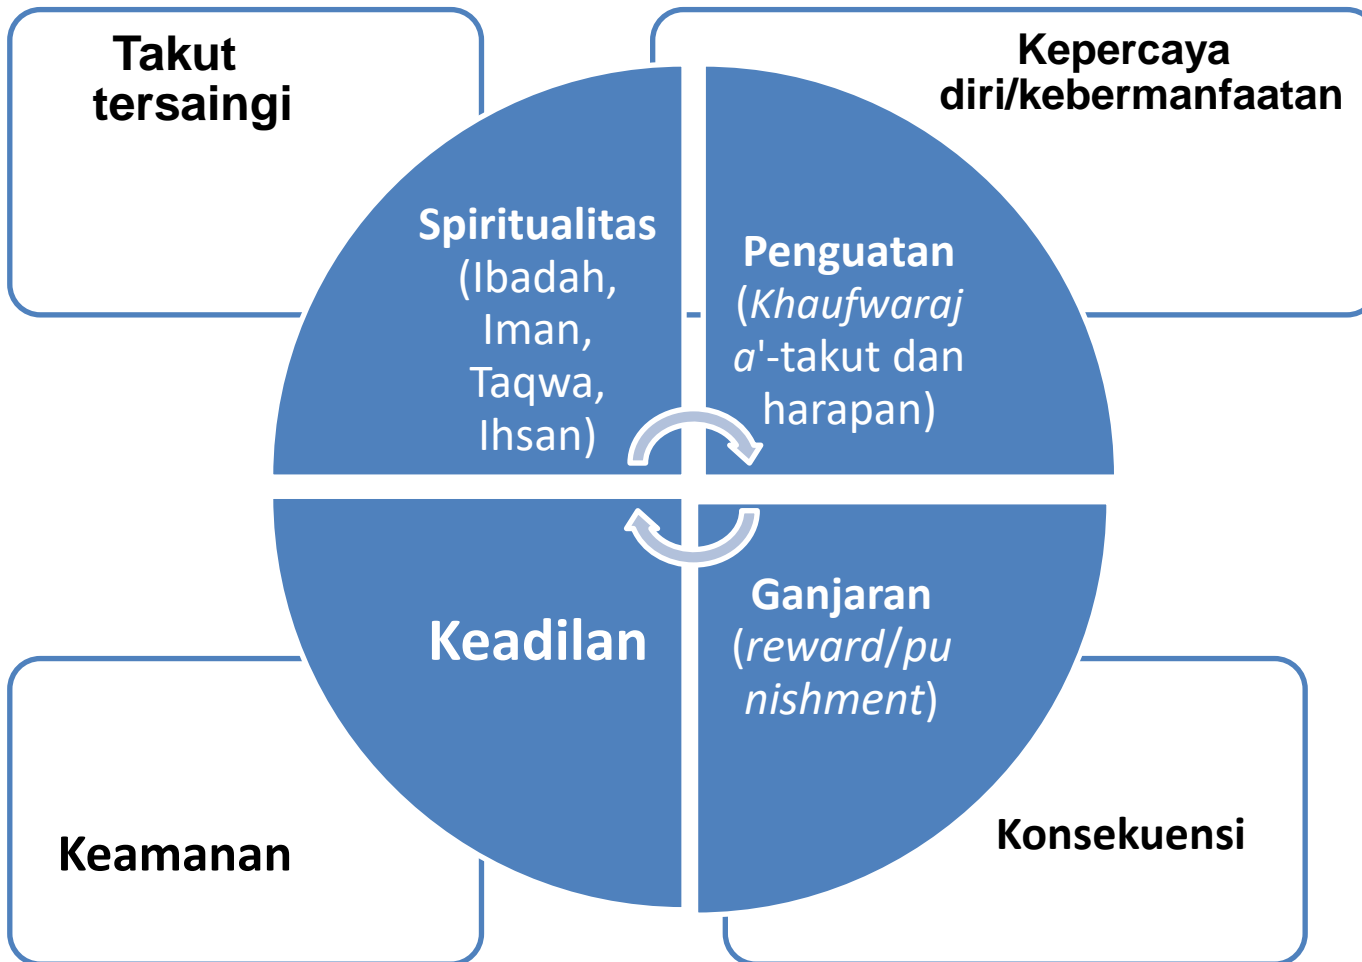 Takut
tersaingi
Kepercaya
diri/kebermanfaatan
Spiritualitas
(Ibadah,
Iman,
Taqwa,
Ihsan)
Penguatan
(Khaufwaraj
a'-takut dan
harapan)
Keadilan
Ganjaran
(reward/pu
nishment)
Keamanan
Konsekuensi